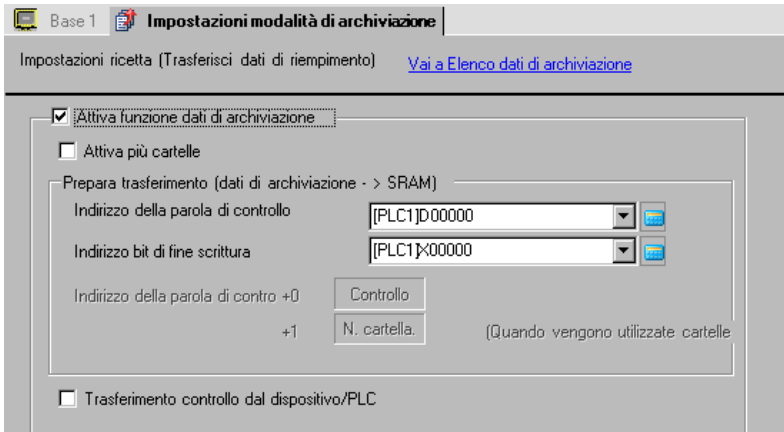 Base 1 Impostazioni modalità di archiviazione
Impostazioni ricetta (Trasferisci dati di riempimento) Vai a Elenco dati di archiviazione
Attiva funzione dati di archiviazione
Attiva più cartelle
Prepara trasferimento (dati di archiviazione - > SRAM)
Indirizzo della parola di controllo [PLC1]D00000
Indirizzo bit di fine scrittura [PLC1]X00000
Indirizzo della parola di contro +0 Controllo
+1 N. cartella. (Quando vengono utilizzate cartelle
Trasferimento controllo dal dispositivo/PLC